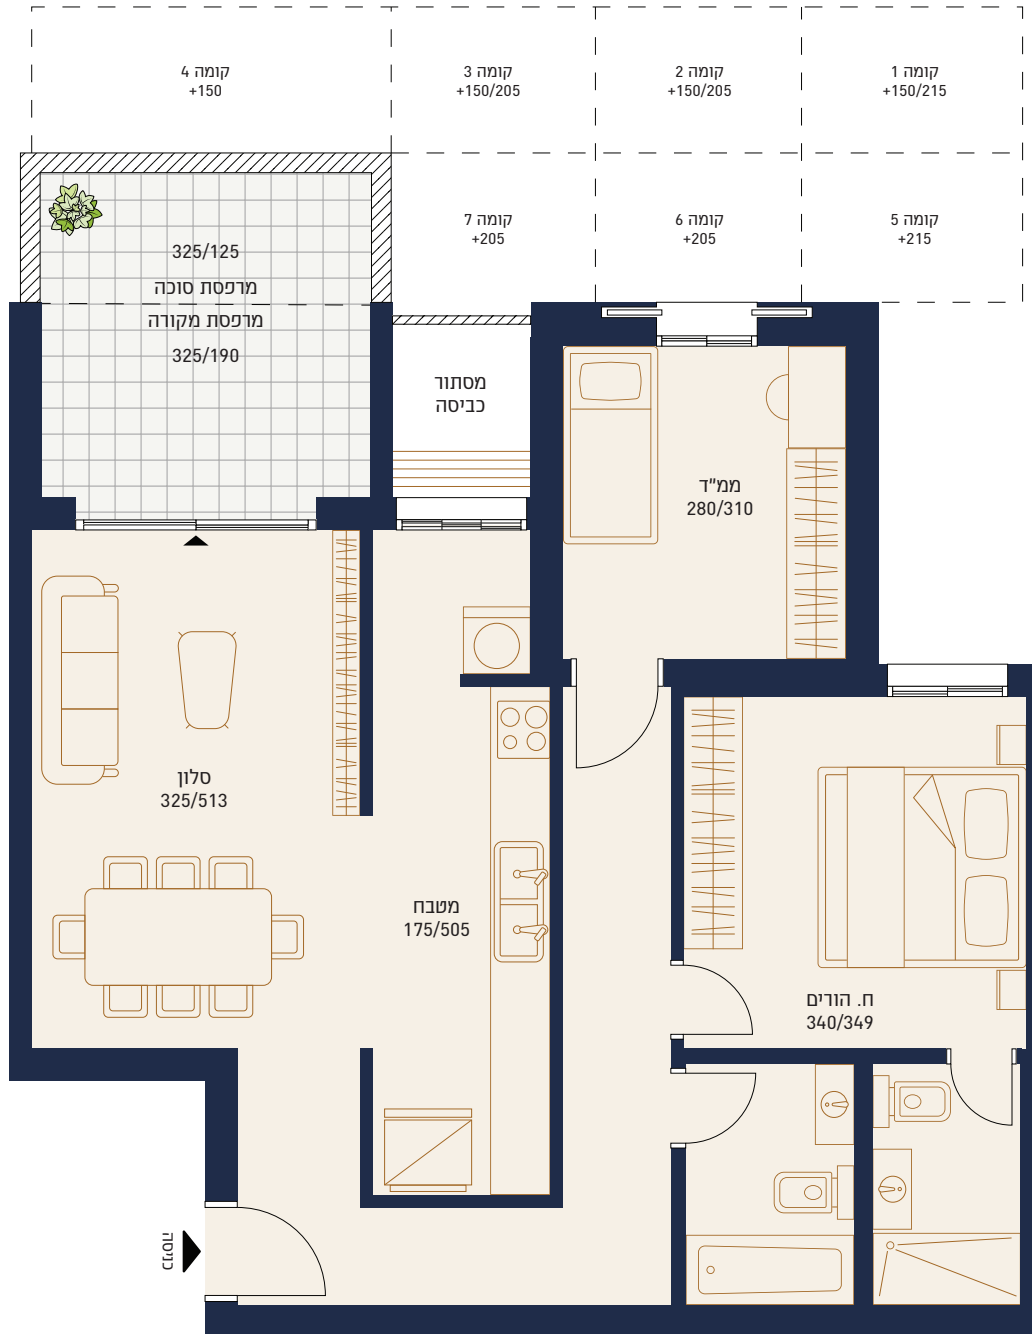 קומה 1
+150/215
קומה 2
+150/205
קומה 3
+150/205
קומה 4
+150
קומה 5
+215
קומה 6
+205
קומה 7
+205
325/125
מרפסת סוכה
מרפסת מקורה
325/190
מסתור
כביסה
ממ"ד
280/310
סלון
325/513
מטבח
175/505
ח. הורים
340/349
כניסה